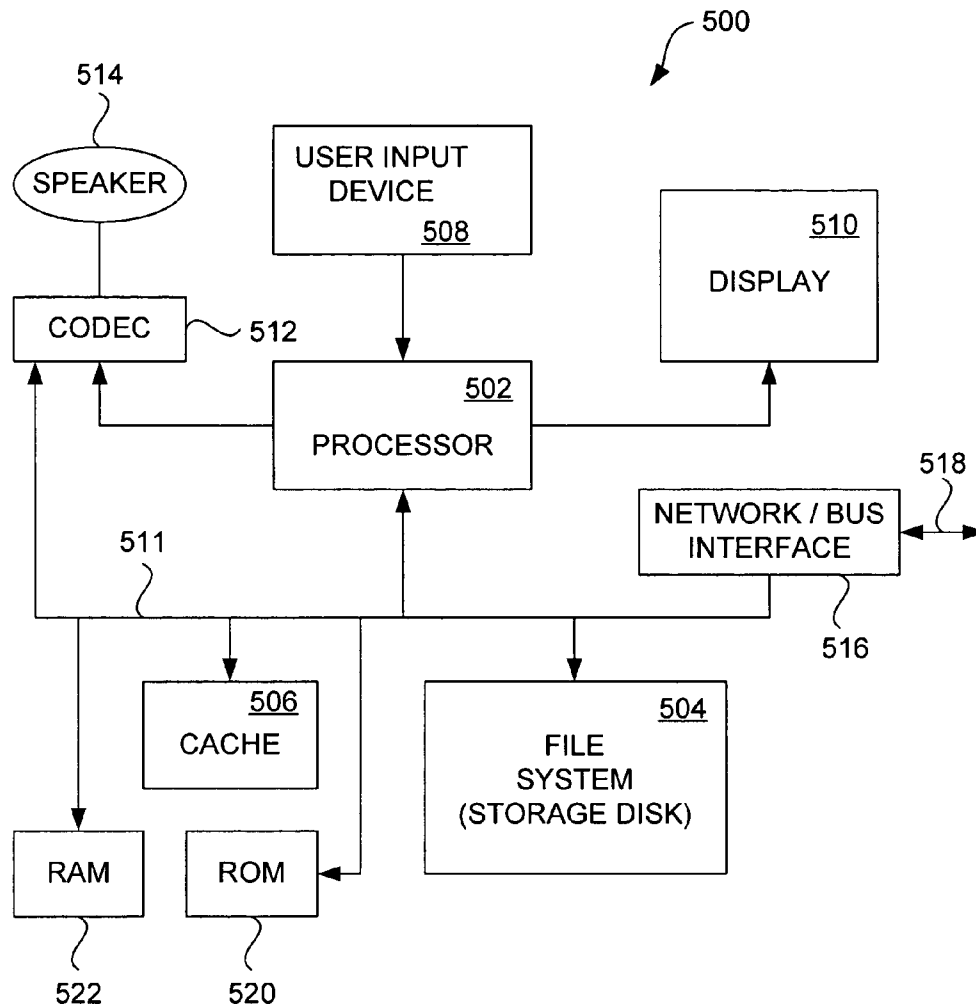 500
514
SPEAKER
USER INPUT
DEVICE
508
510
DISPLAY
CODEC
512
502
PROCESSOR
518
NETWORK / BUS
INTERFACE
511
516
506
CACHE
504
FILE
SYSTEM
(STORAGE DISK)
RAM
ROM
522
520